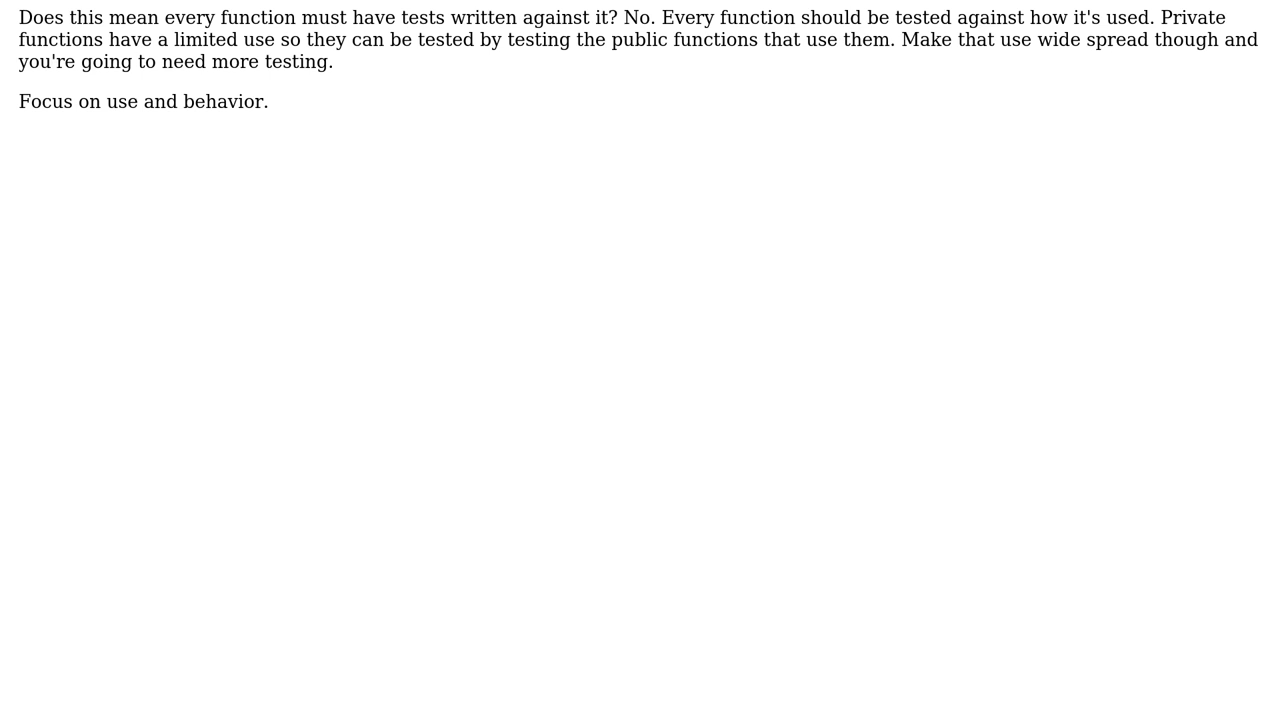 Does this mean every function must have tests written against it? No. Every function should be tested against how it's used. Private
functions have a limited use so they can be tested by testing the public functions that use them. Make that use wide spread though and
you're going to need more testing.
Focus on use and behavior.